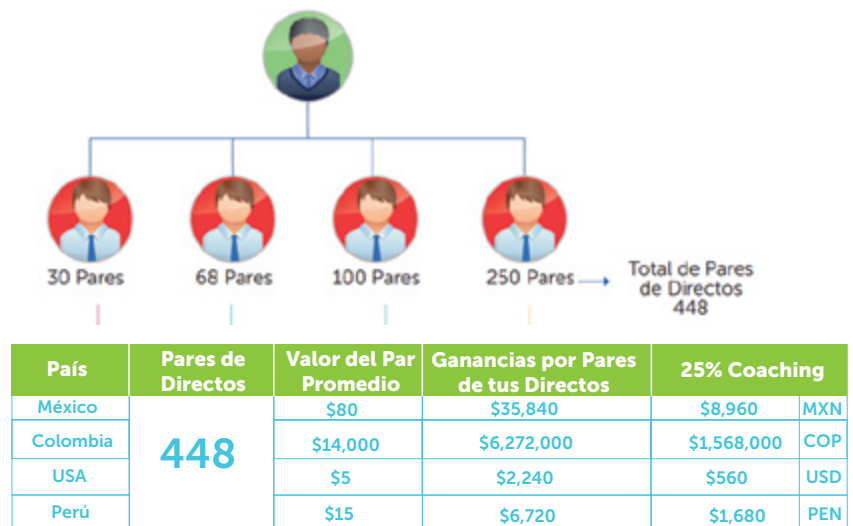 30 Pares 68 Pares 100 Pares 250 Pares
Total de Pares
de Directos
448
País Pares de Directos Valor del Par Promedio Ganancias por Pares de tus Directos 25% Coaching
México $80 $35,840 $8,960 MXN
Colombia 448 $14,000 $6,272,000 $1,568,000 COP
USA $5 $2,240 $560 USD
Perú $15 $6,720 $1,680 PEN